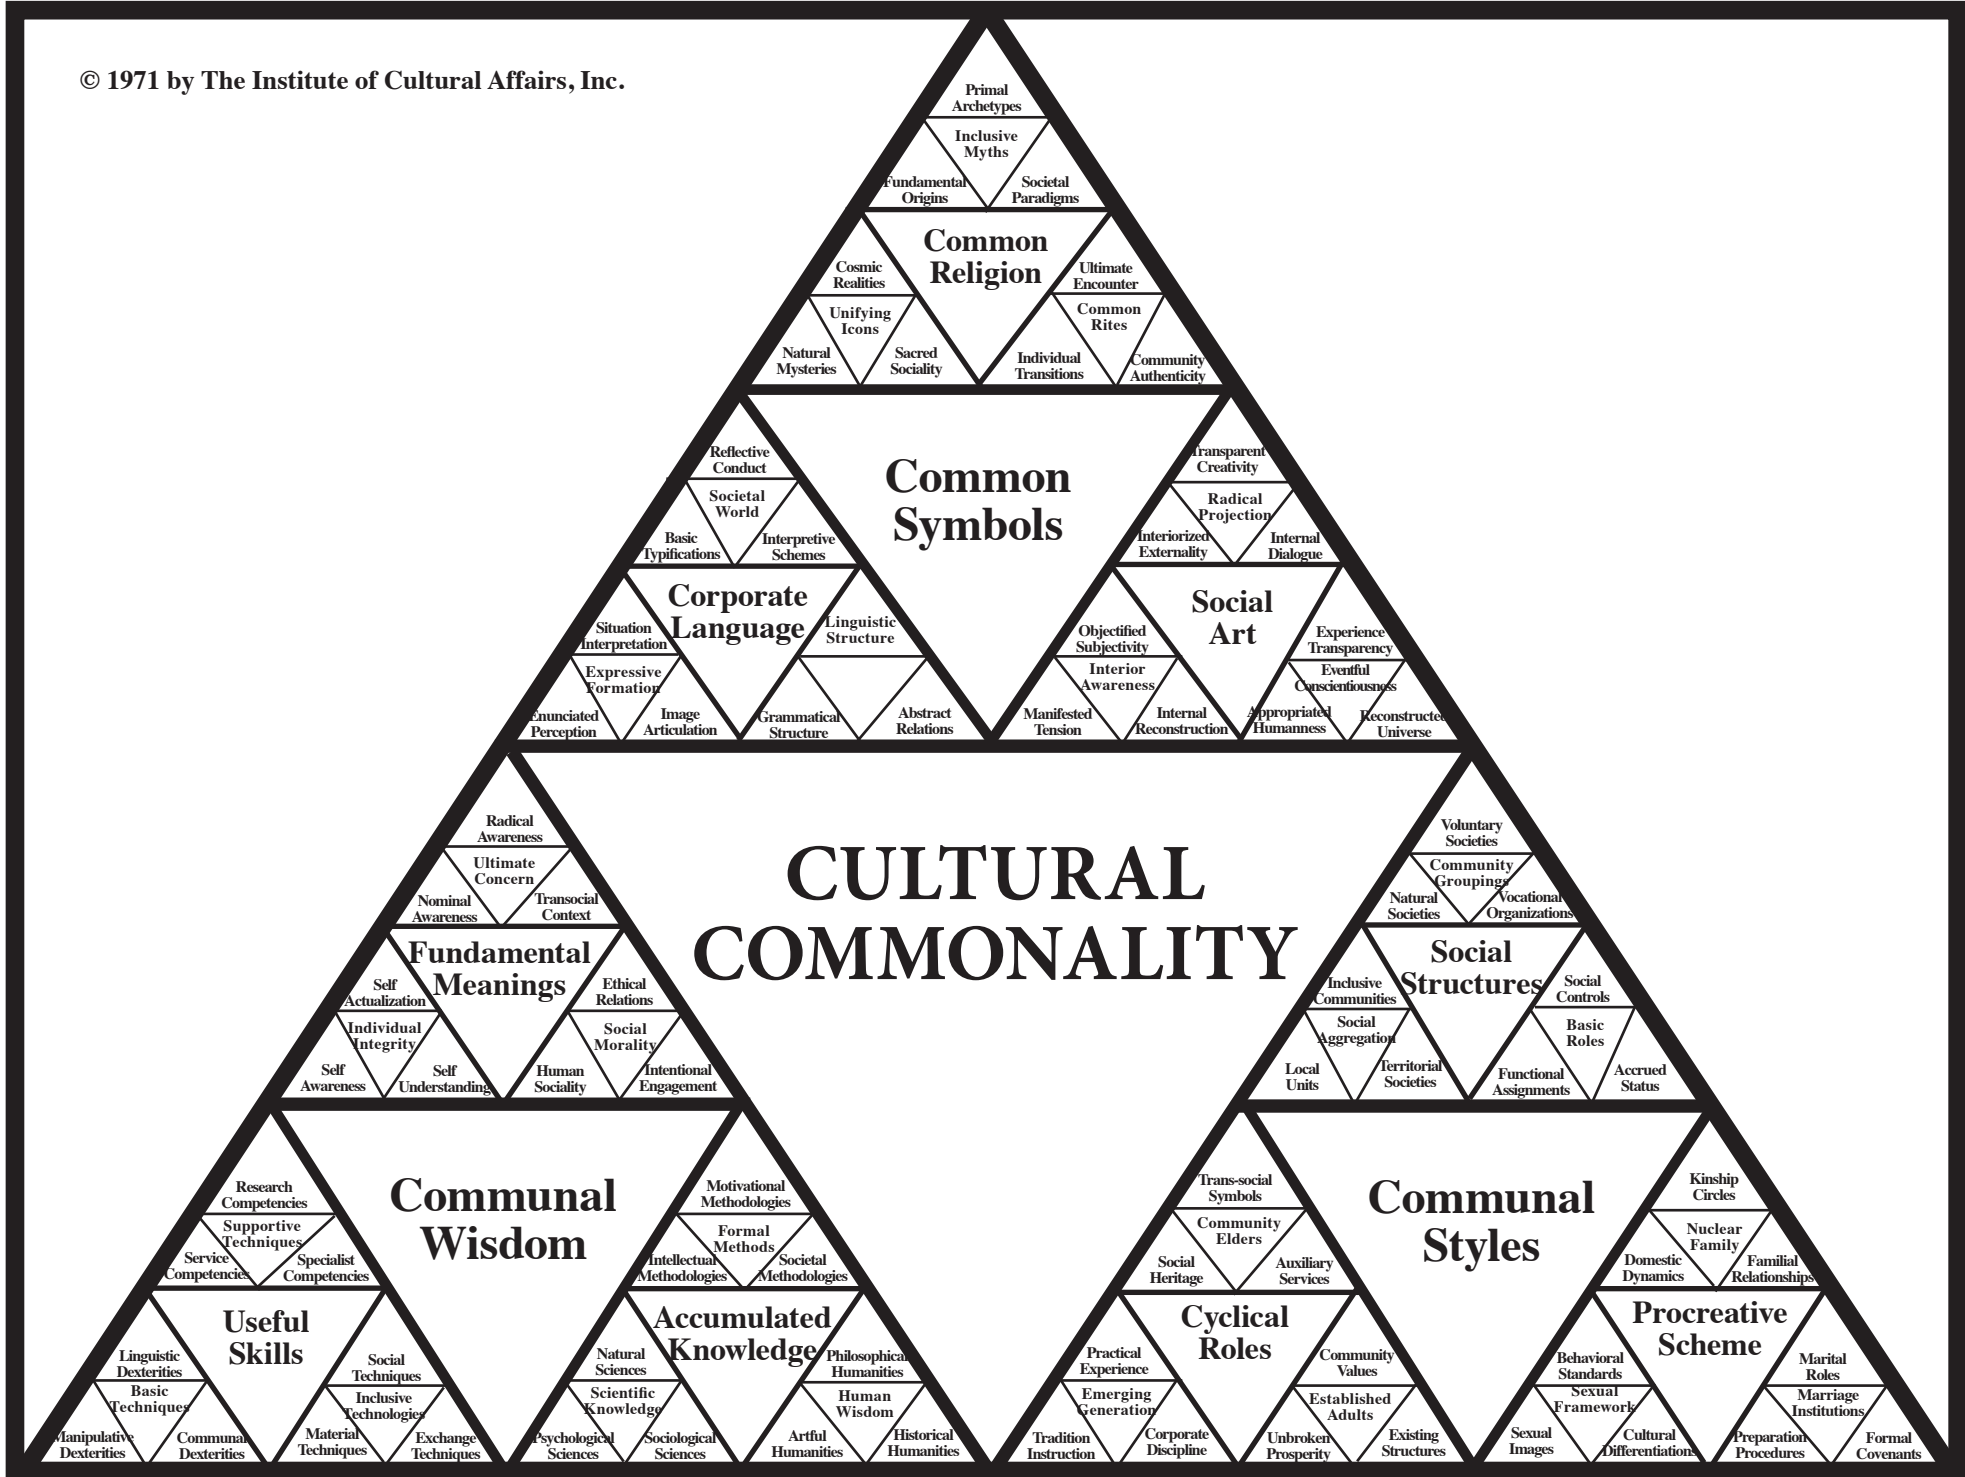 © 1971 by The Institute of Cultural Affairs, Inc.
Primal
Archetypes
Inclusive
Myths
Fundamental
Origins
Societal
Paradigms
Common
Religion
Cosmic
Realities
Unifying
Icons
Natural
Mysteries
Sacred
Sociality
Ultimate
Encounter
Common
Rites
Individual
Transitions
Community
Authenticity
Common
Symbols
Reflective
Conduct
Societal
World
Basic
Typifications
Interpretive
Schemes
Corporate
Language
Situation
Interpretation
Expressive
Formation
Enunciated
Perception
Image
Articulation
Linguistic
Structure
Grammatical
Structure
Abstract
Relations
Transparent
Creativity
Radical
Projection
Interiorized
Externality
Internal
Dialogue
Social
Art
Objectified
Subjectivity
Interior
Awareness
Manifested
Tension
Internal
Reconstruction
Experience
Transparency
Eventful
Conscientiousness
Appropriated
Humanness
Reconstructed
Universe
CULTURAL
COMMONALITY
Radical
Awareness
Ultimate
Concern
Nominal
Awareness
Transocial
Context
Fundamental
Meanings
Self
Actualization
Individual
Integrity
Self
Awareness
Self
Understanding
Ethical
Relations
Social
Morality
Human
Sociality
Intentional
Engagement
Communal
Wisdom
Research
Competencies
Supportive
Techniques
Service
Competencies
Specialist
Competencies
Useful
Skills
Linguistic
Dexterities
Basic
Techniques
Manipulative
Dexterities
Communal
Dexterities
Social
Techniques
Inclusive
Technologies
Material
Techniques
Exchange
Techniques
Motivational
Methodologies
Formal
Methods
Intellectual
Methodologies
Societal
Methodologies
Accumulated
Knowledge
Natural
Sciences
Scientific
Knowledge
Psychological
Sciences
Sociological
Sciences
Philosophical
Humanities
Human
Wisdom
Artful
Humanities
Historical
Humanities
Voluntary
Societies
Community
Groupings
Natural
Societies
Vocational
Organizations
Social
Structures
Inclusive
Communities
Social
Aggregation
Local
Units
Territorial
Societies
Social
Controls
Basic
Roles
Functional
Assignments
Accrued
Status
Communal
Styles
Trans-social
Symbols
Community
Elders
Social
Heritage
Auxiliary
Services
Cyclical
Roles
Practical
Experience
Emerging
Generation
Tradition
Instruction
Corporate
Discipline
Community
Values
Established
Adults
Unbroken
Prosperity
Existing
Structures
Kinship
Circles
Nuclear
Family
Domestic
Dynamics
Familial
Relationships
Procreative
Scheme
Behavioral
Standards
Sexual
Framework
Sexual
Images
Cultural
Differentiations
Marital
Roles
Marriage
Institutions
Preparation
Procedures
Formal
Covenants